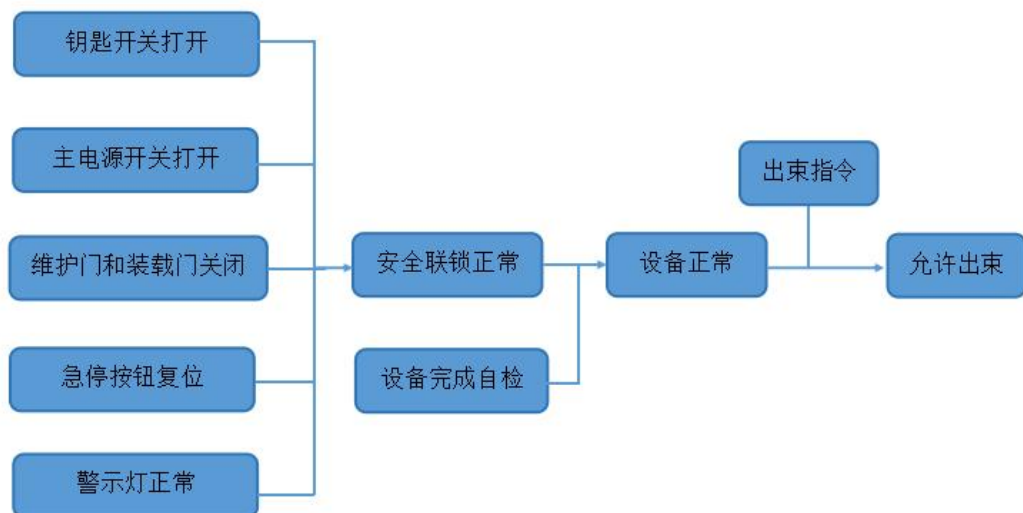 钥匙开关打开
主电源开关打开
维护门和装载门关闭
急停按钮复位
警示灯正常
安全联锁正常
设备完成自检
设备正常
出束指令
允许出束